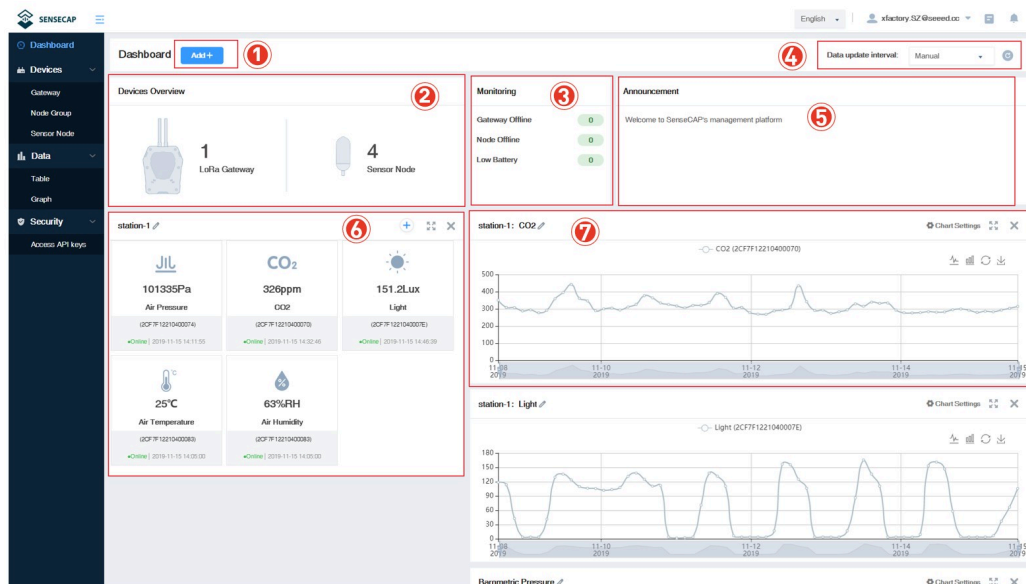 SENSECAP
English
xfactory.SZ@seeed.cc
Dashboard
Devices
Gateway
Node Group
Sensor Node
Data
Table
Graph
Security
Access API keys
Dashboard Add+ 1
4 Data update interval: Manual
Devices Overview 2
1
LoRa Gateway
4
Sensor Node
Monitoring 3
Gateway Offline 0
Node Offline 0
Low Battery 0
Announcement
Welcome to SenseCAP's management platform 5
station-1 6
101335Pa
Air Pressure
(2CF7F12210400074)
Online | 2019-11-15 14:11:55
CO2
326ppm
CO2
(2CF7F12210400070)
Online | 2019-11-15 14:32:46
151.2Lux
Light
(2CF7F1221040007E)
Online | 2019-11-15 14:46:39
°C
25℃
Air Temperature
(2CF7F12210400083)
Online | 2019-11-15 14:05:00
%
63%RH
Air Humidity
(2CF7F12210400083)
Online | 2019-11-15 14:05:00
station-1: CO2 7 Chart Settings
CO2 (2CF7F12210400070)
500
400
300
200
100
0
11-08 11-10 11-12 11-14 11-15
2019 2019 2019 2019 2019
station-1: Light Chart Settings
Light (2CF7F1221040007E)
180
150
120
90
60
30
0
11-08 11-10 11-12 11-14 11-15
2019 2019 2019 2019 2019
Barometric Pressure Chart Settings